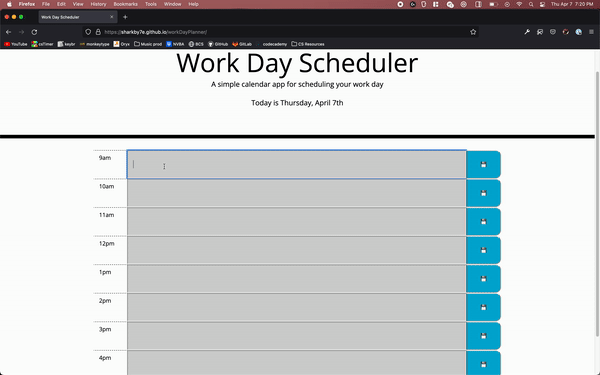 Firefox File Edit View History Bookmarks Tools Window Help
Thu Apr 7 7:20 PM
Work Day Scheduler
https://sharkby7e.github.io/workDayPlanner/
YouTube csTimer keybr monkeytype Oryx Music prod NVBA BCS GitHub GitLab codecademy CS Resources
Work Day Scheduler
A simple calendar app for scheduling your work day
Today is Thursday, April 7th
9am
10am
11am
12pm
1pm
2pm
3pm
4pm